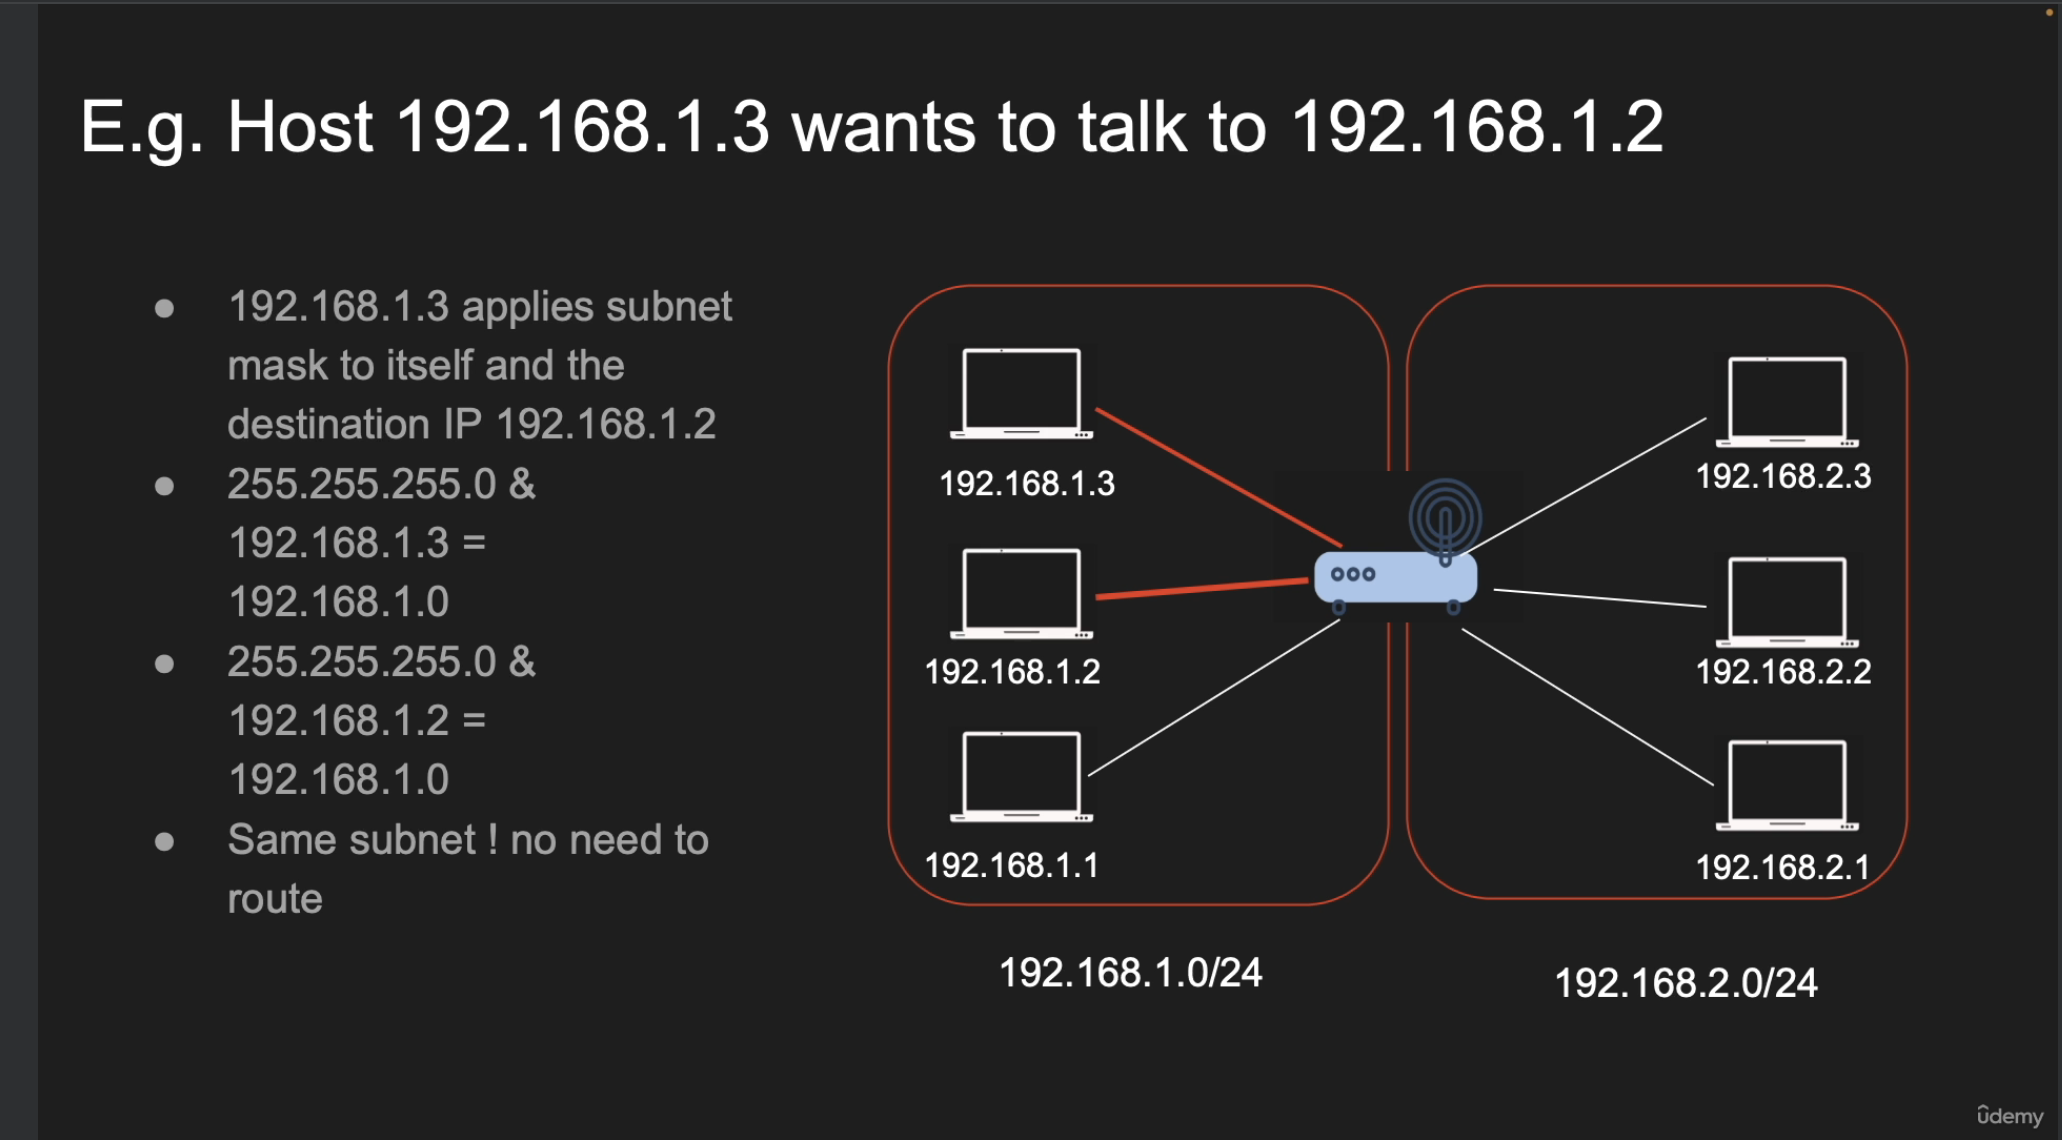 E.g. Host 192.168.1.3 wants to talk to 192.168.1.2
● 192.168.1.3 applies subnet
mask to itself and the
destination IP 192.168.1.2
● 255.255.255.0 &
192.168.1.3 =
192.168.1.0
● 255.255.255.0 &
192.168.1.2 =
192.168.1.0
● Same subnet ! no need to
route
192.168.1.3
192.168.1.2
192.168.1.1
192.168.1.0/24
192.168.2.3
192.168.2.2
192.168.2.1
192.168.2.0/24
ûdemy